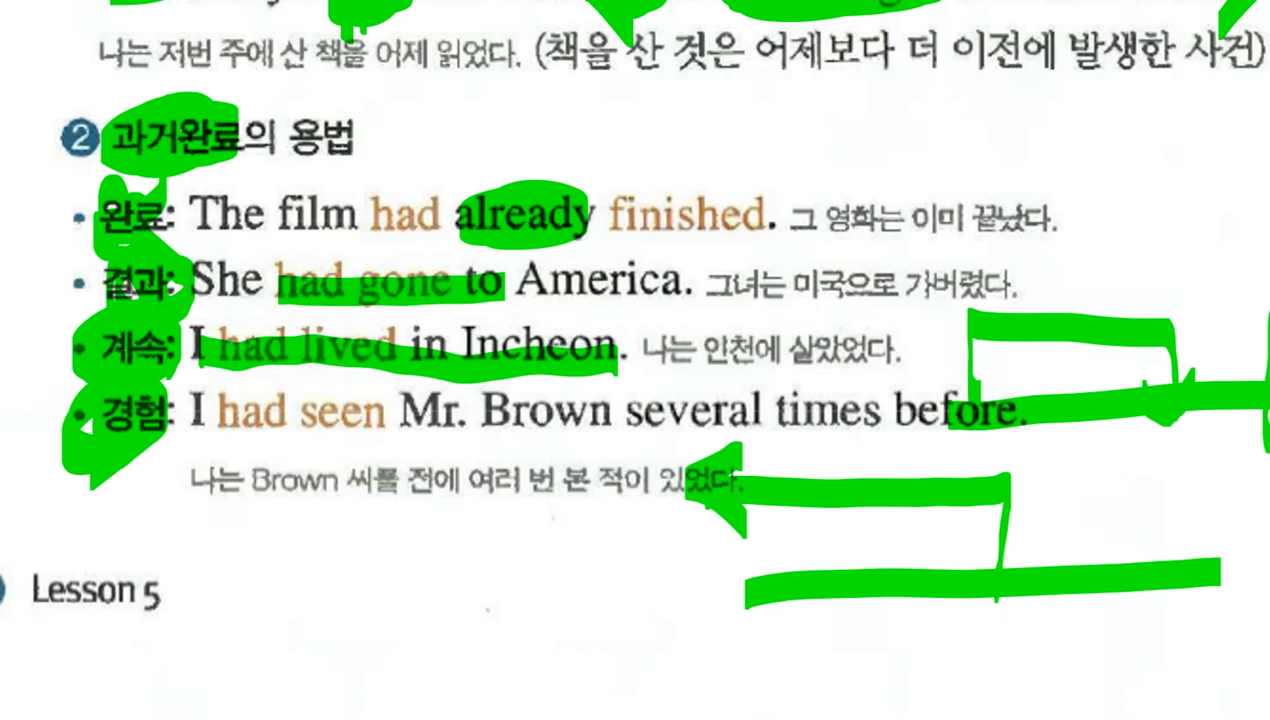 나는 저번 주에 산 책을 어제 읽었다. (책을 산 것은 어제보다 더 이전에 발생한 사건)
2 과거완료의 용법
• 완료: The film had already finished. 그 영화는 이미 끝났다.
• 결과: She had gone to America. 그녀는 미국으로 가버렸다.
• 계속: I had lived in Incheon. 나는 인천에 살았었다.
• 경험: I had seen Mr. Brown several times before.
나는 Brown 씨를 전에 여러 번 본 적이 있었다.
Lesson 5